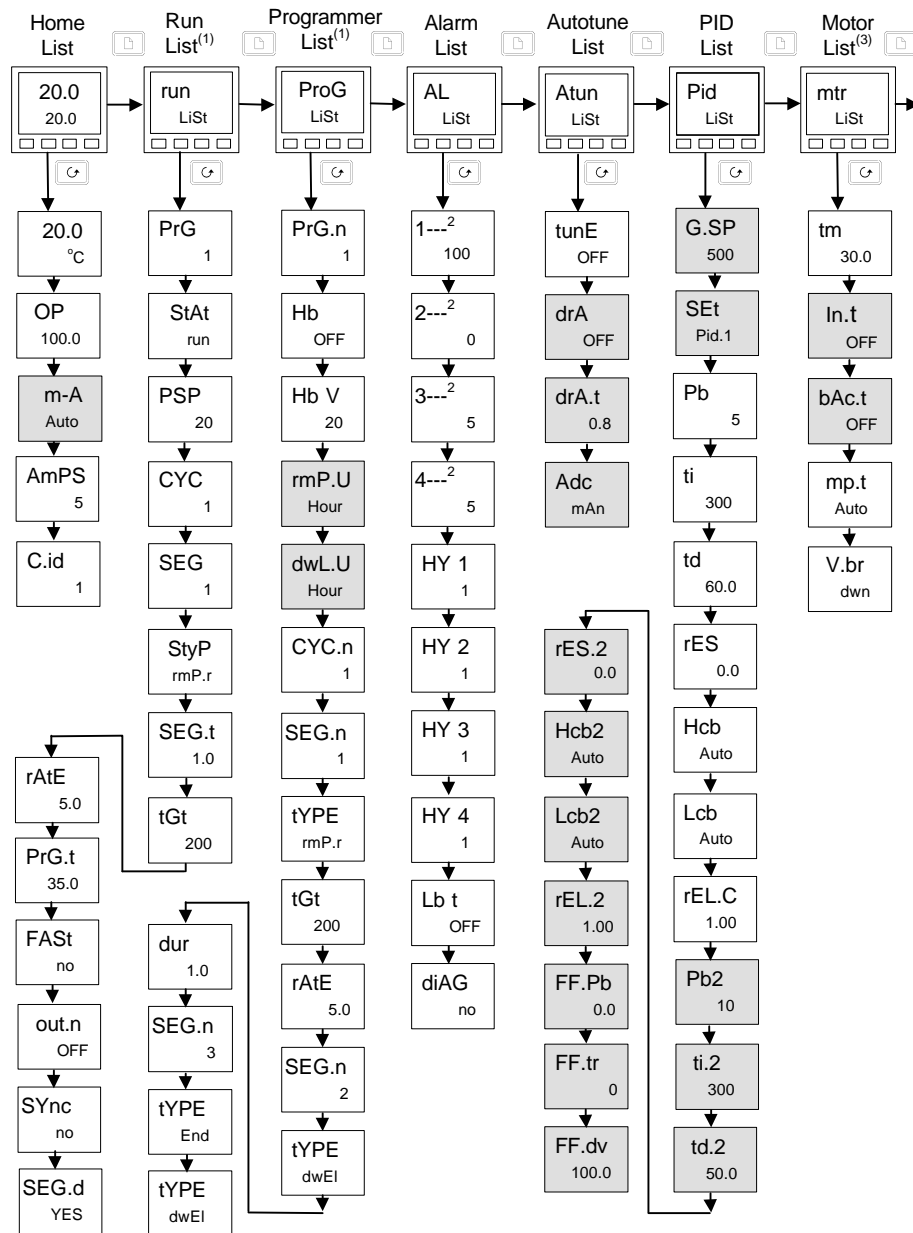 Home List
Run List(1)
Programmer List(1)
Alarm List
Autotune List
PID List
Motor List(3)
20.0
20.0
run
LiSt
ProG
LiSt
AL
LiSt
Atun
LiSt
Pid
LiSt
mtr
LiSt
20.0
°C
OP
100.0
m-A
Auto
AmPS
5
C.id
1
PrG
1
StAt
run
PSP
20
CYC
1
SEG
1
StyP
rmP.r
SEG.t
1.0
tGt
200
rAtE
5.0
PrG.t
35.0
FASt
no
out.n
OFF
SYnc
no
SEG.d
YES
PrG.n
1
Hb
OFF
Hb V
20
rmP.U
Hour
dwL.U
Hour
CYC.n
1
SEG.n
1
tYPE
rmP.r
tGt
200
rAtE
5.0
SEG.n
2
tYPE
dwEl
dur
1.0
SEG.n
3
tYPE
End
tYPE
dwEl
1---2
100
2---2
0
3---2
5
4---2
5
HY 1
1
HY 2
1
HY 3
1
HY 4
1
Lb t
OFF
diAG
no
tunE
OFF
drA
OFF
drA.t
0.8
Adc
mAn
G.SP
500
SEt
Pid.1
Pb
5
ti
300
td
60.0
rES
0.0
Hcb
Auto
Lcb
Auto
rEL.C
1.00
Pb2
10
ti.2
300
td.2
50.0
rES.2
0.0
Hcb2
Auto
Lcb2
Auto
rEL.2
1.00
FF.Pb
0.0
FF.tr
0
FF.dv
100.0
tm
30.0
In.t
OFF
bAc.t
OFF
mp.t
Auto
V.br
dwn